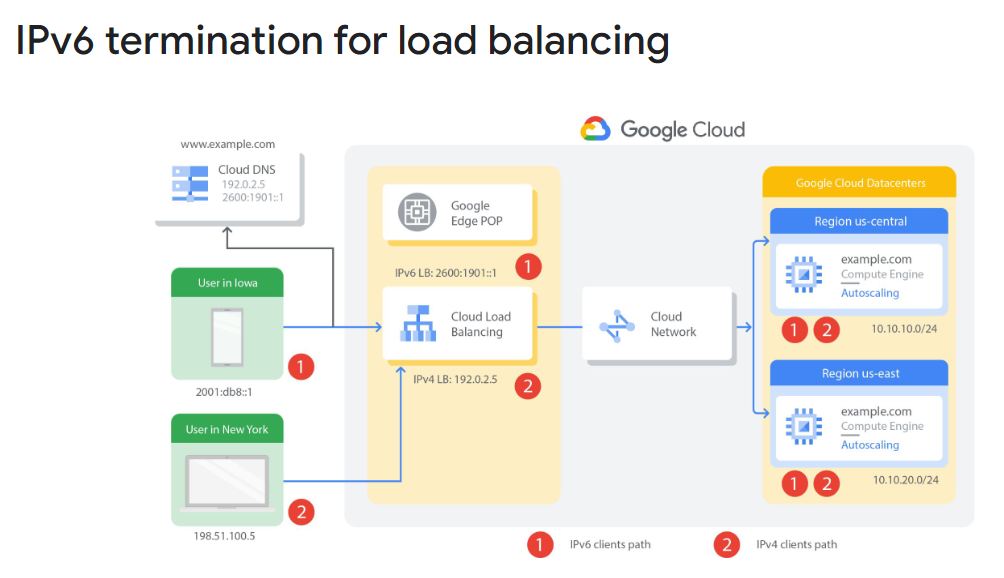 IPv6 termination for load balancing
Google Cloud
www.example.com
Cloud DNS
192.0.2.5
2600:1901::1
User in Iowa
1
2001:db8::1
User in New York
2
198.51.100.5
Google
Edge POP
IPv6 LB: 2600:1901::1
1
Cloud Load
Balancing
IPv4 LB: 192.0.2.5
2
Cloud
Network
Google Cloud Datacenters
Region us-central
example.com
Compute Engine
Autoscaling
1 2
10.10.10.0/24
Region us-east
example.com
Compute Engine
Autoscaling
1 2
10.10.20.0/24
1 IPv6 clients path
2 IPv4 clients path